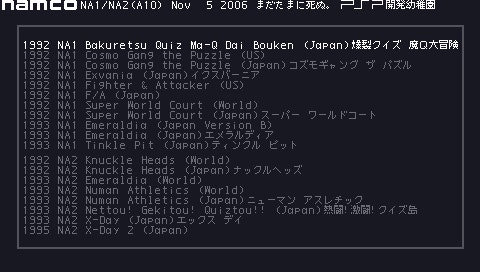 namco NA1/NA2(A10) Nov 5 2006 まだまだ死ぬ。 PSP開発幼稚園
1992 NA1 Bakuretsu Quiz Ma-Q Dai Bouken (Japan)爆裂クイズ 魔Q大冒険
1992 NA1 Cosmo Gang the Puzzle (US)
1992 NA1 Cosmo Gang the Puzzle (Japan)コズモギャング ザ パズル
1992 NA1 Exvania (Japan)イクスバーニア
1992 NA1 Fighter & Attacker (US)
1992 NA1 F/A (Japan)
1992 NA1 Super World Court (World)
1992 NA1 Super World Court (Japan)スーパー ワールドコート
1993 NA1 Emeraldia (Japan Version B)
1993 NA1 Emeraldia (Japan)エメラルディア
1993 NA1 Tinkle Pit (Japan)ティンクル ピット
1992 NA2 Knuckle Heads (World)
1992 NA2 Knuckle Heads (Japan)ナックルヘッズ
1993 NA2 Emeraldia (World)
1993 NA2 Numan Athletics (World)
1993 NA2 Numan Athletics (Japan)ニューマン アスレチック
1993 NA2 Nettou! Gekitou! Quiztou!! (Japan)熱闘!激闘!クイズ島
1993 NA2 X-Day (Japan)エックス デイ
1995 NA2 X-Day 2 (Japan)